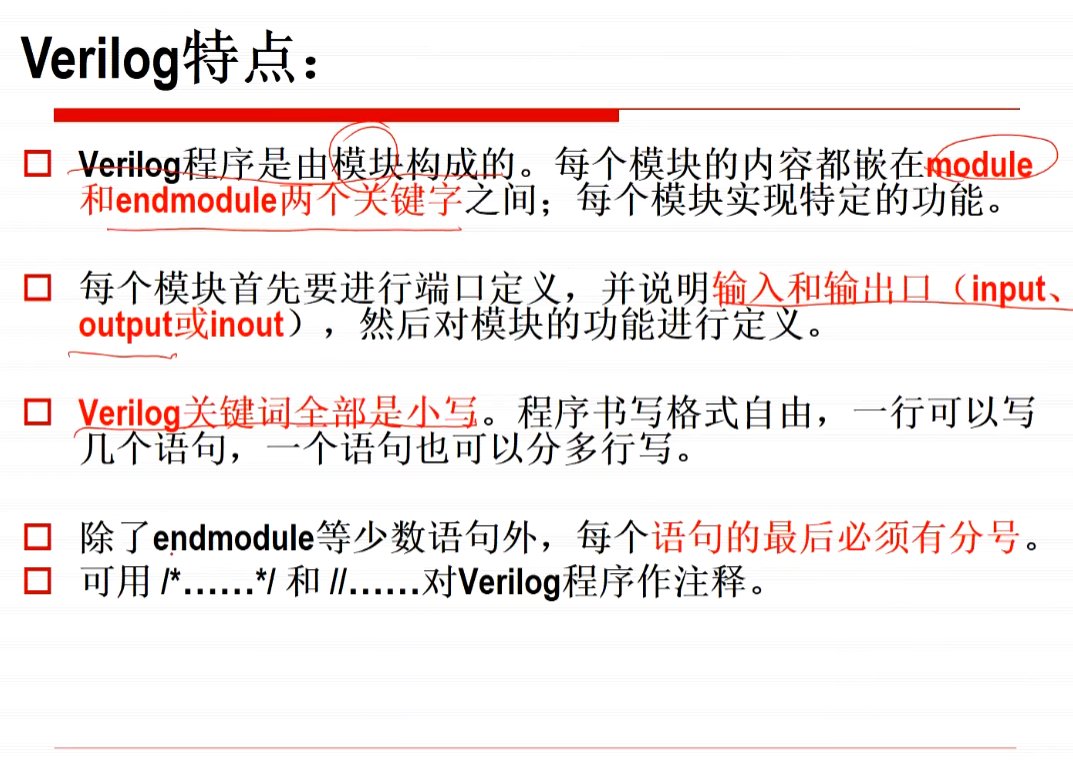 Verilog特点：
Verilog程序是由模块构成的。每个模块的内容都嵌在module
和endmodule两个关键字之间；每个模块实现特定的功能。
每个模块首先要进行端口定义，并说明输入和输出口（input、
output或inout），然后对模块的功能进行定义。
Verilog关键词全部是小写。程序书写格式自由，一行可以写
几个语句，一个语句也可以分多行写。
除了endmodule等少数语句外，每个语句的最后必须有分号。
可用 /*……*/ 和 //……对Verilog程序作注释。